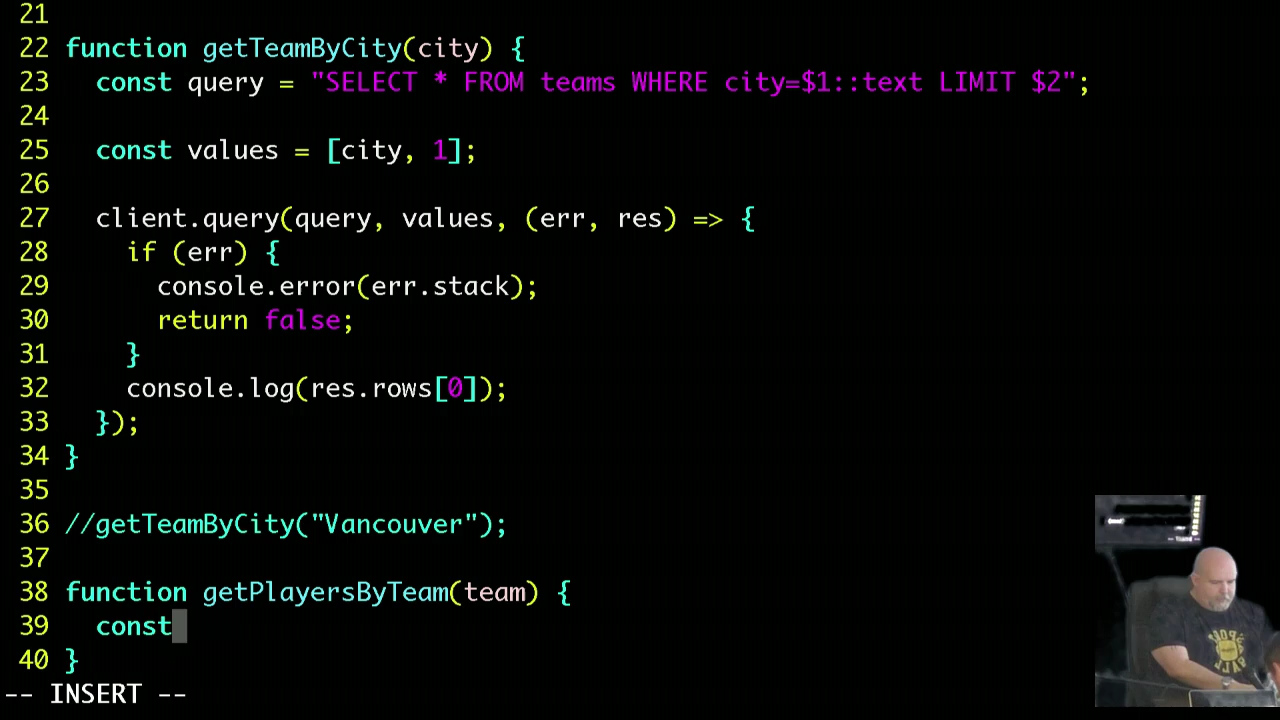 21
22 function getTeamByCity(city) {
23   const query = "SELECT * FROM teams WHERE city=$1::text LIMIT $2";
24
25   const values = [city, 1];
26
27   client.query(query, values, (err, res) => {
28     if (err) {
29       console.error(err.stack);
30       return false;
31     }
32     console.log(res.rows[0]);
33   });
34 }
35
36 //getTeamByCity("Vancouver");
37
38 function getPlayersByTeam(team) {
39   const
40 }
-- INSERT --